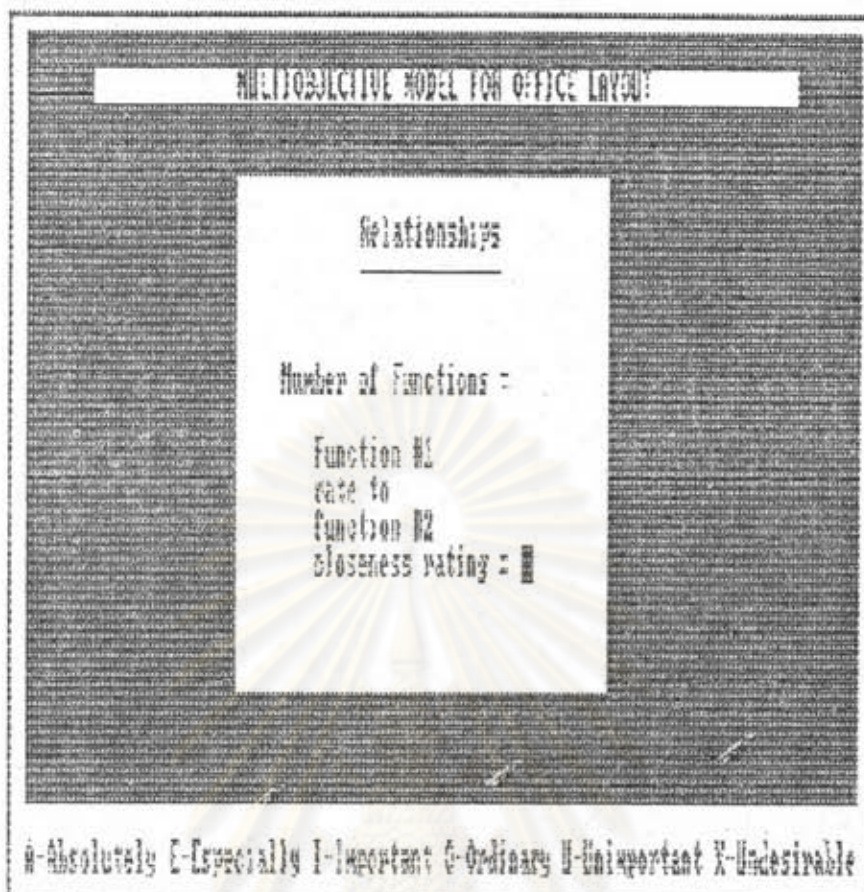 MULTIOBJECTIVE MODEL FOR OFFICE LAYOUT
Relationships
Number of Functions =
Function #1
rate to
function #2
closeness rating =
A-Absolutely E-Especially I-Important O-Ordinary U-Unimportant X-Undesirable